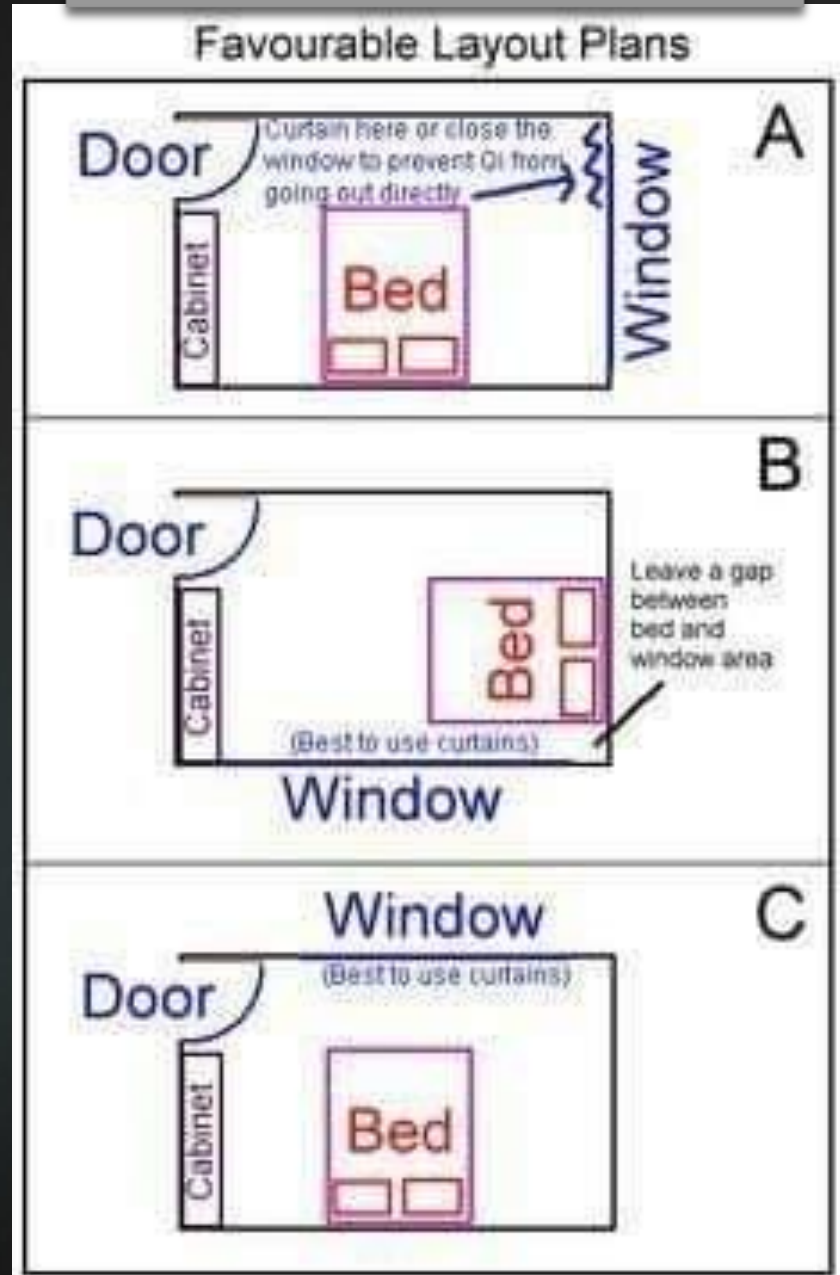 Favourable Layout Plans
A
Door
Curtain here or close the
window to prevent Qi from
going out directly
Window
Cabinet
Bed
B
Door
Leave a gap
between
bed and
window area
Cabinet
Bed
(Best to use curtains)
Window
C
Window
(Best to use curtains)
Door
Cabinet
Bed